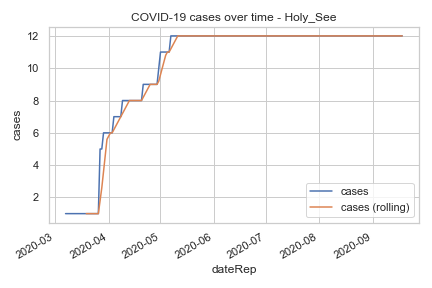 COVID-19 cases over time - Holy_See
12
10
8
6
4
2
cases
cases
cases (rolling)
2020-03
2020-04
2020-05
2020-06
2020-07
2020-08
2020-09
dateRep